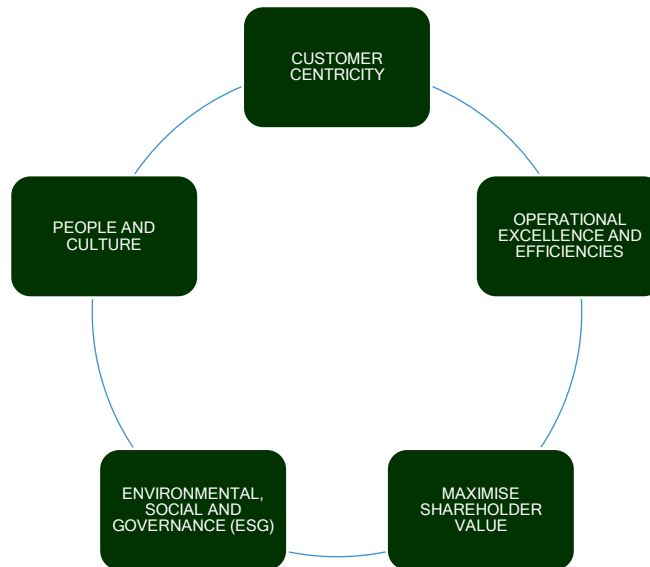 CUSTOMER
CENTRICITY
OPERATIONAL
EXCELLENCE AND
EFFICIENCIES
MAXIMISE
SHAREHOLDER
VALUE
ENVIRONMENTAL,
SOCIAL AND
GOVERNANCE (ESG)
PEOPLE AND
CULTURE